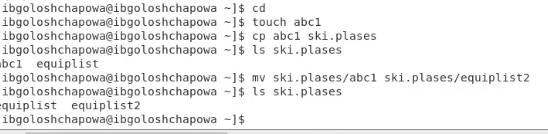 ibgoloshchapowa@ibgoloshchapowa ~]$ cd
ibgoloshchapowa@ibgoloshchapowa ~]$ touch abc1
ibgoloshchapowa@ibgoloshchapowa ~]$ cp abc1 ski.plases
ibgoloshchapowa@ibgoloshchapowa ~]$ ls ski.plases
abc1  equiplist
ibgoloshchapowa@ibgoloshchapowa ~]$ mv ski.plases/abc1 ski.plases/equiplist2
ibgoloshchapowa@ibgoloshchapowa ~]$ ls ski.plases
equiplist  equiplist2
ibgoloshchapowa@ibgoloshchapowa ~]$